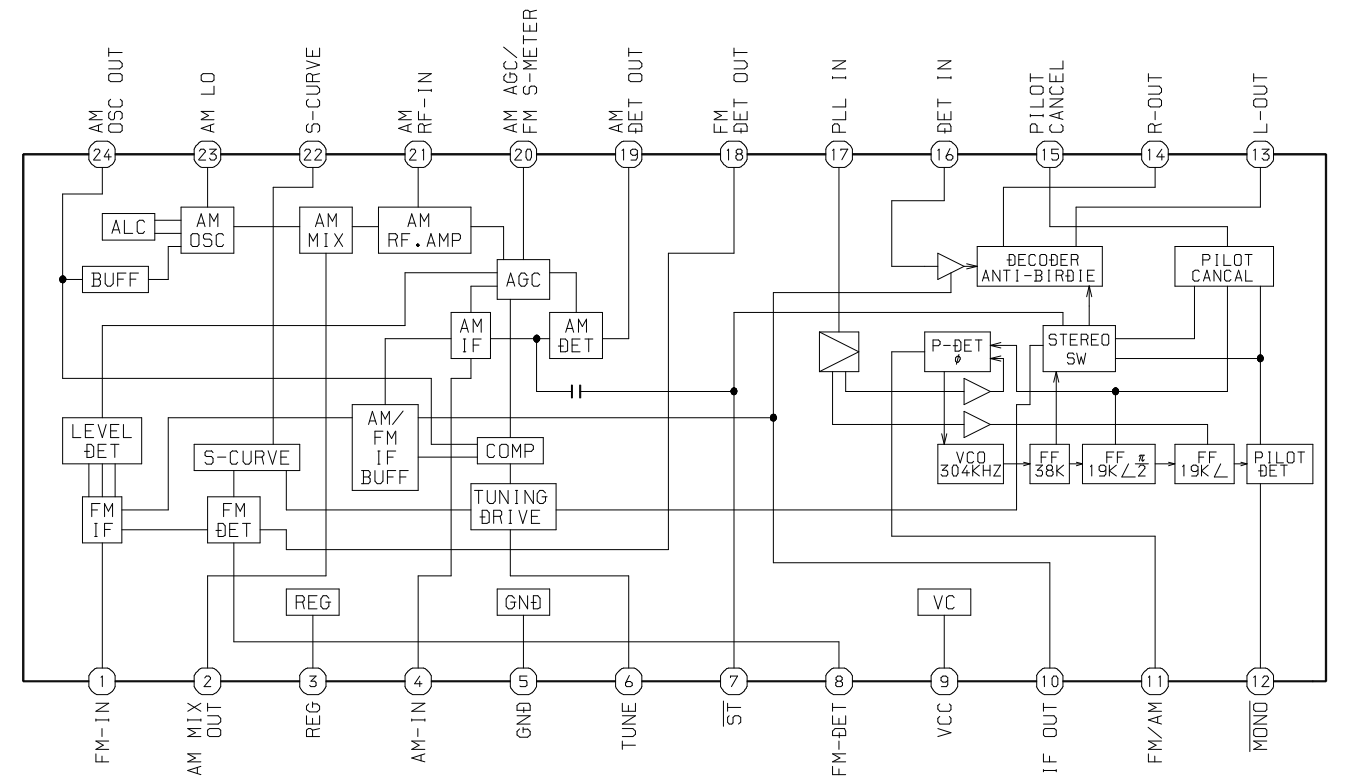 AM
OSC OUT
AM LO
S-CURVE
AM
RF-IN
AM AGC/
FM S-METER
AM
DET OUT
FM
DET OUT
PLL IN
DET IN
PILOT
CANCEL
R-OUT
L-OUT
24
23
22
21
20
19
18
17
16
15
14
13
ALC
AM
OSC
AM
MIX
AM
RF.AMP
BUFF
AGC
DECODER
ANTI-BIRDIE
PILOT
CANCAL
AM
IF
AM
DET
P-DET
ø
STEREO
SW
LEVEL
DET
S-CURVE
AM/
FM
IF
BUFF
COMP
VCO
304KHZ
FF
38K
FF π
19K∠2
FF
19K∠
PILOT
DET
FM
IF
FM
DET
TUNING
DRIVE
REG
GND
VC
1
2
3
4
5
6
7
8
9
10
11
12
FM-IN
AM MIX
OUT
REG
AM-IN
GND
TUNE
ST
FM-DET
VCC
IF OUT
FM/AM
MONO